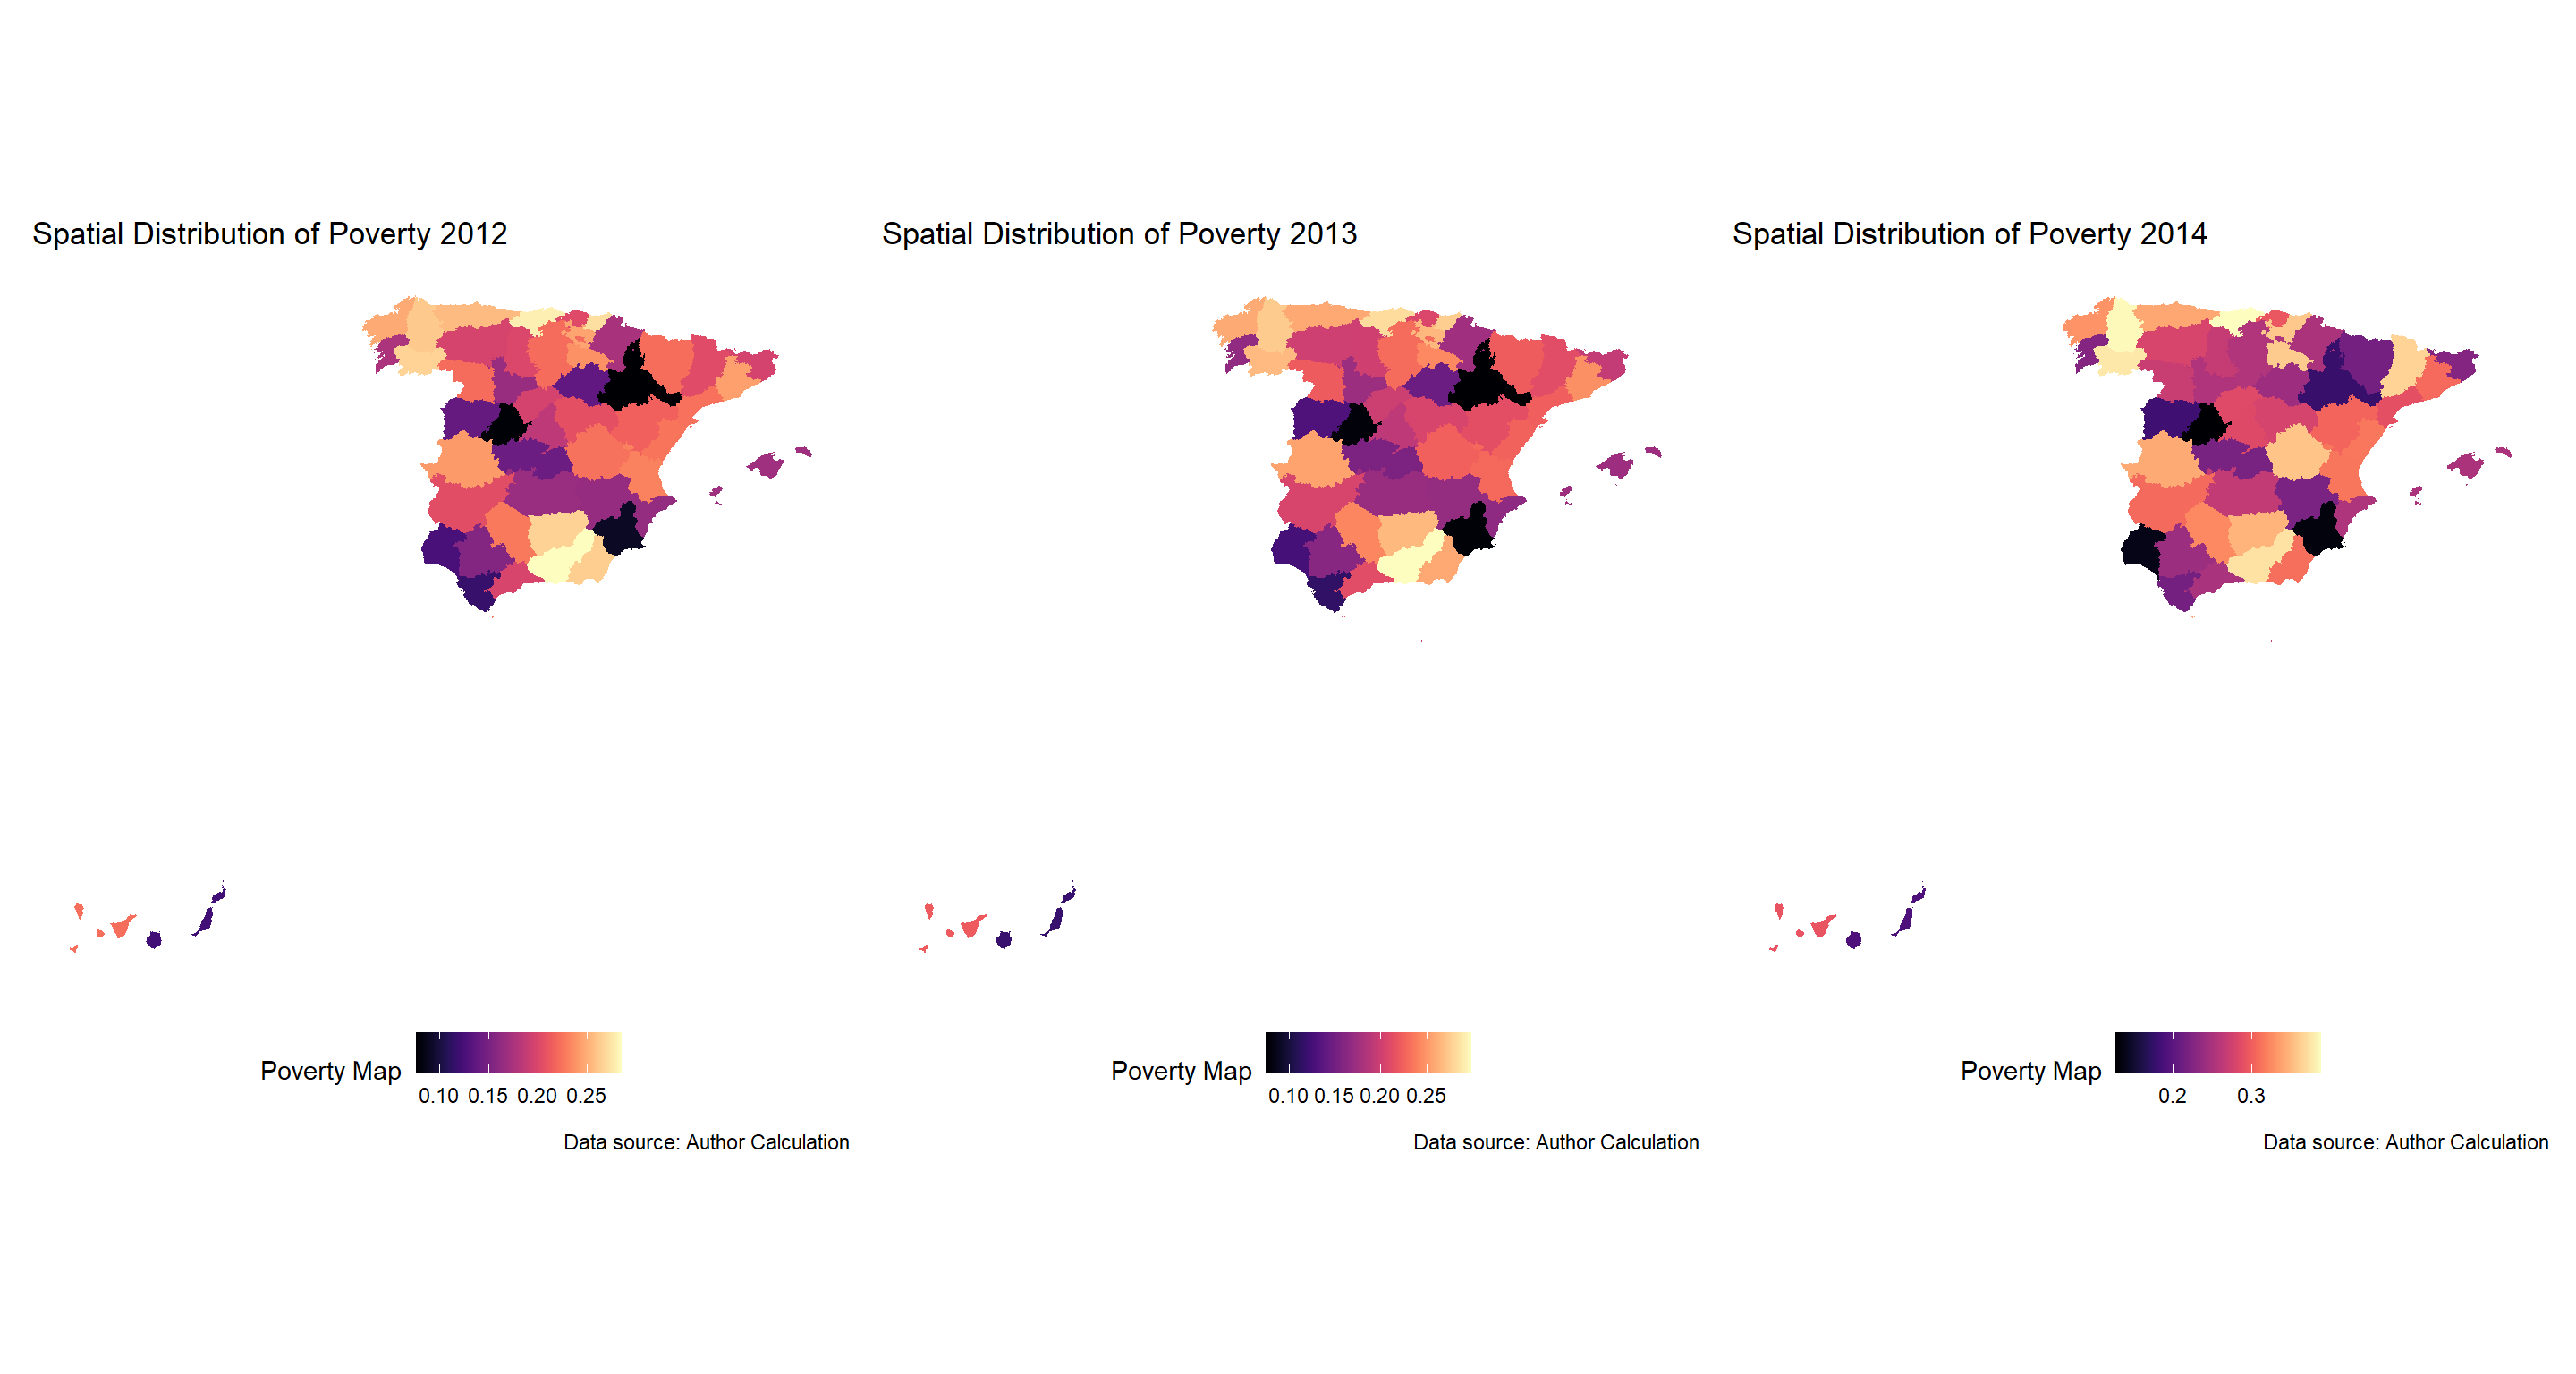 Spatial Distribution of Poverty 2012
Spatial Distribution of Poverty 2013
Spatial Distribution of Poverty 2014
Poverty Map
0.10 0.15 0.20 0.25
Data source: Author Calculation
Poverty Map
0.10 0.15 0.20 0.25
Data source: Author Calculation
Poverty Map
0.2 0.3
Data source: Author Calculation